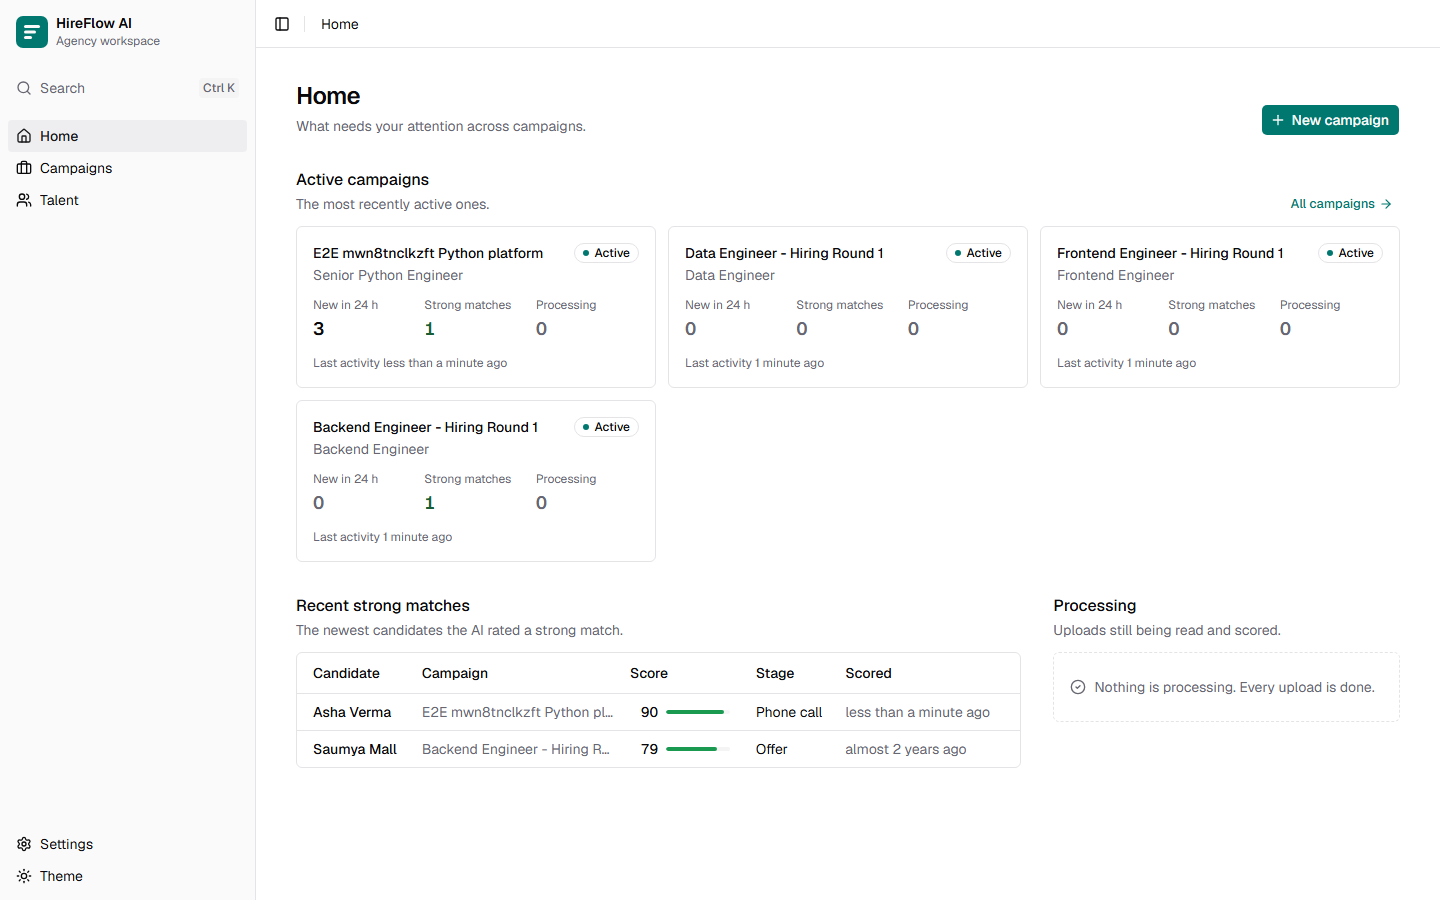 HireFlow AI
Agency workspace
Search Ctrl K
Home
Campaigns
Talent
Settings
Theme
Home
Home
What needs your attention across campaigns.
New campaign
Active campaigns
The most recently active ones.
All campaigns
E2E mwn8tnclkzft Python platform Active
Senior Python Engineer
New in 24 h Strong matches Processing
3 1 0
Last activity less than a minute ago
Data Engineer - Hiring Round 1 Active
Data Engineer
New in 24 h Strong matches Processing
0 0 0
Last activity 1 minute ago
Frontend Engineer - Hiring Round 1 Active
Frontend Engineer
New in 24 h Strong matches Processing
0 0 0
Last activity 1 minute ago
Backend Engineer - Hiring Round 1 Active
Backend Engineer
New in 24 h Strong matches Processing
0 1 0
Last activity 1 minute ago
Recent strong matches
The newest candidates the AI rated a strong match.
Candidate Campaign Score Stage Scored
Asha Verma E2E mwn8tnclkzft Python pl... 90 Phone call less than a minute ago
Saumya Mall Backend Engineer - Hiring R... 79 Offer almost 2 years ago
Processing
Uploads still being read and scored.
Nothing is processing. Every upload is done.